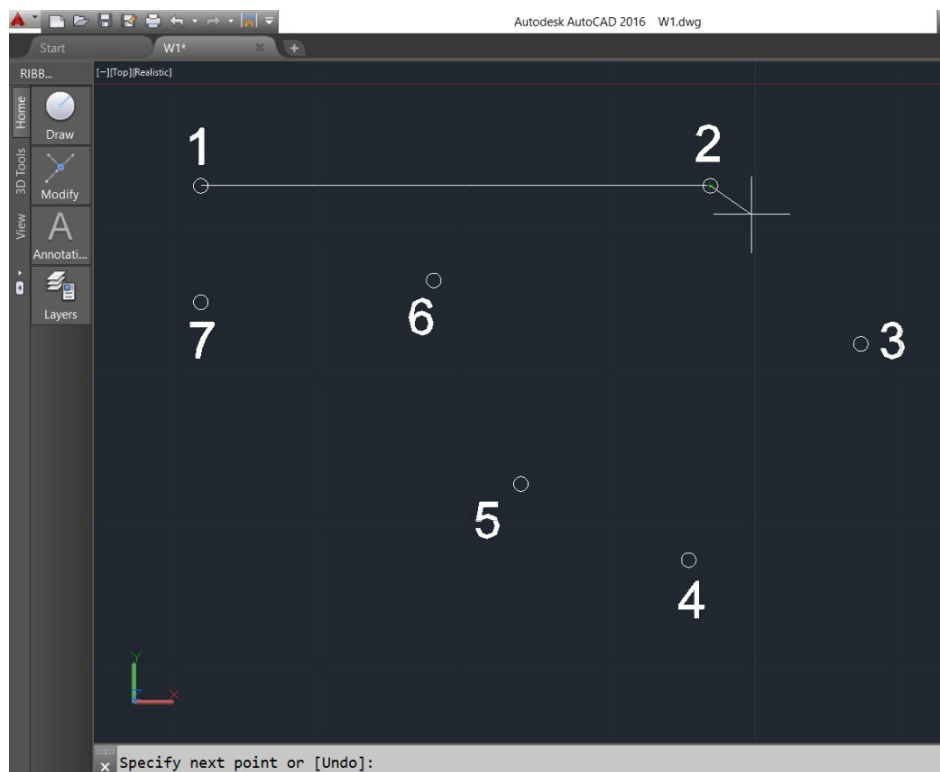 Autodesk AutoCAD 2016 W1.dwg
Start W1* +
RIBB... [−][Top][Realistic]
Home
Draw
1 2
3D Tools
Modify
View
Annotati...
6
7
3
Layers
5
4
Y
Z X
Specify next point or [Undo]: